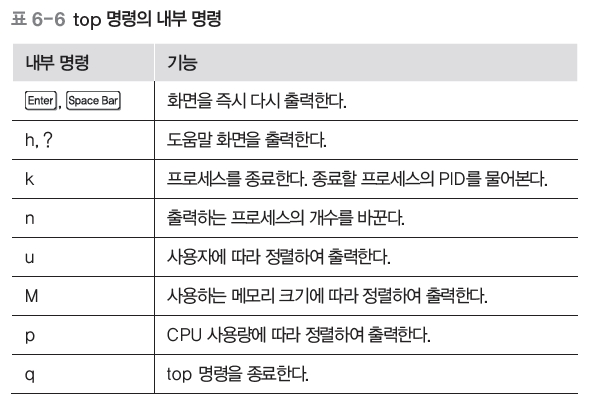 표 6-6 top 명령의 내부 명령
내부 명령 기능
Enter, Space Bar 화면을 즉시 다시 출력한다.
h, ? 도움말 화면을 출력한다.
k 프로세스를 종료한다. 종료할 프로세스의 PID를 물어본다.
n 출력하는 프로세스의 개수를 바꾼다.
u 사용자에 따라 정렬하여 출력한다.
M 사용하는 메모리 크기에 따라 정렬하여 출력한다.
p CPU 사용량에 따라 정렬하여 출력한다.
q top 명령을 종료한다.